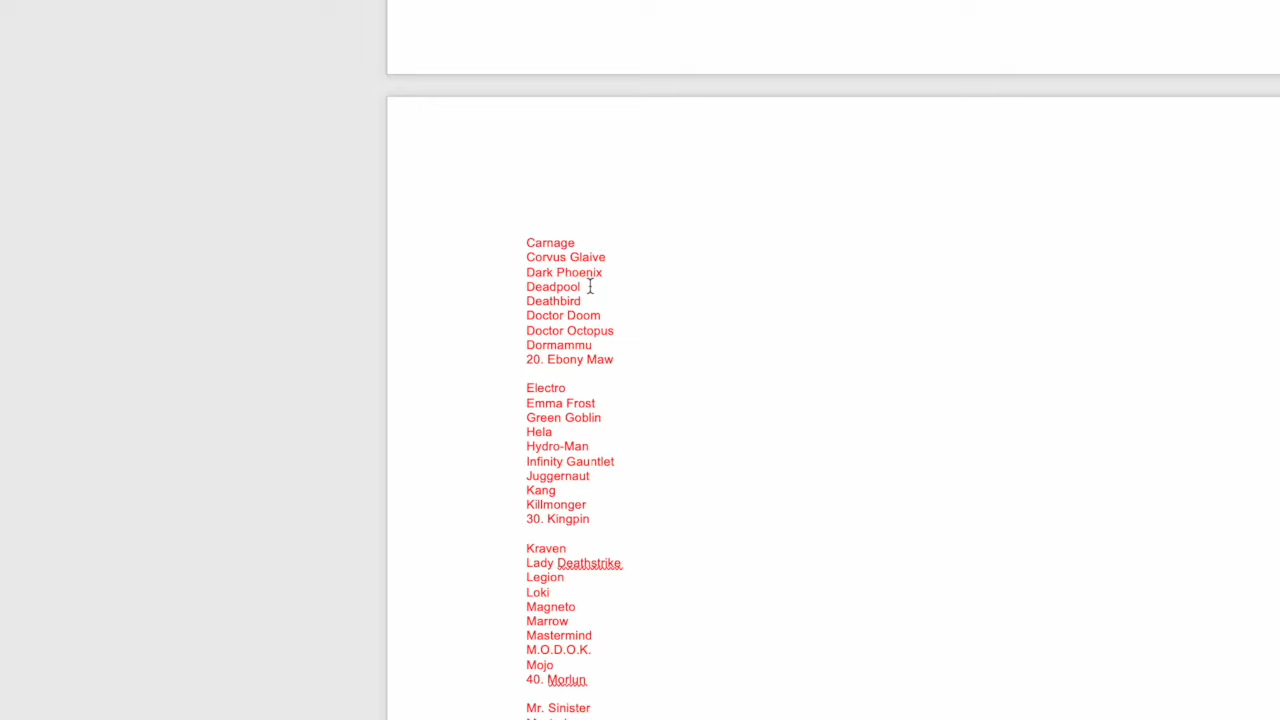 Carnage
Corvus Glaive
Dark Phoenix
Deadpool
Deathbird
Doctor Doom
Doctor Octopus
Dormammu
20. Ebony Maw
Electro
Emma Frost
Green Goblin
Hela
Hydro-Man
Infinity Gauntlet
Juggernaut
Kang
Killmonger
30. Kingpin
Kraven
Lady Deathstrike
Legion
Loki
Magneto
Marrow
Mastermind
M.O.D.O.K.
Mojo
40. Morlun
Mr. Sinister